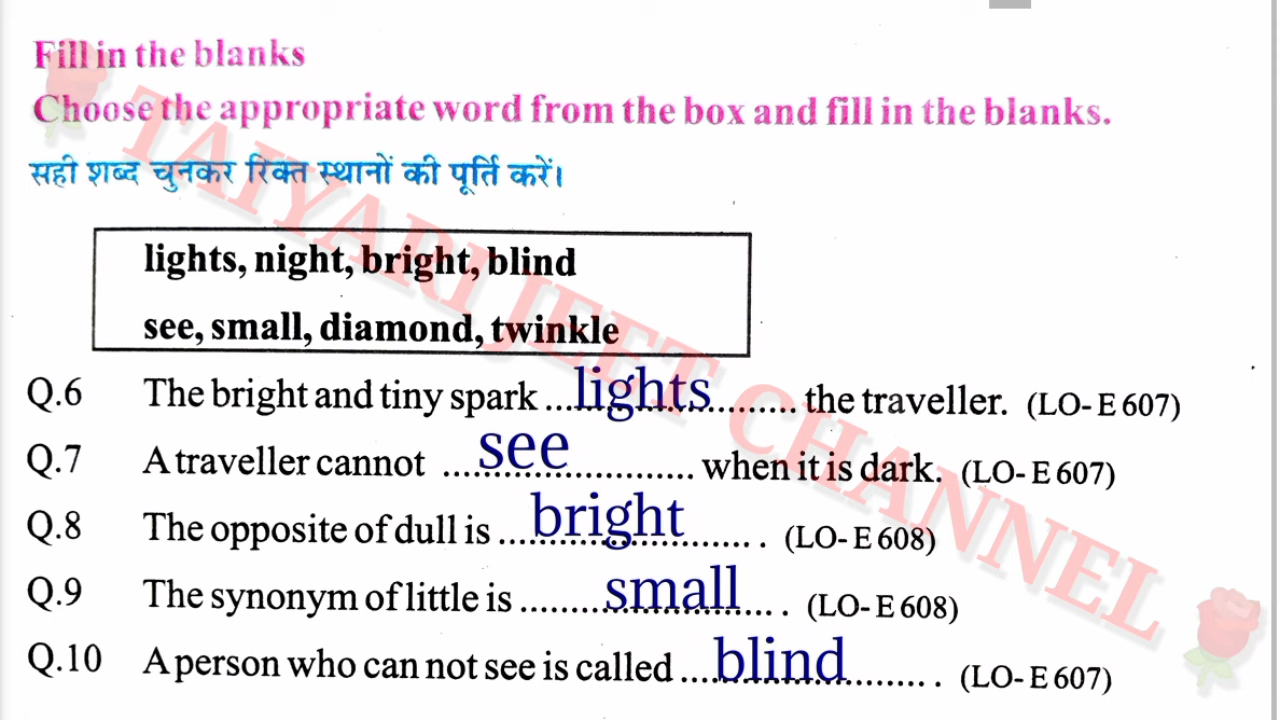 Fill in the blanks
Choose the appropriate word from the box and fill in the blanks.
सही शब्द चुनकर रिक्त स्थानों की पूर्ति करें।
lights, night, bright, blind
see, small, diamond, twinkle
Q.6 The bright and tiny spark ...lights......... the traveller. (LO- E 607)
Q.7 A traveller cannot ....see............. when it is dark. (LO- E 607)
Q.8 The opposite of dull is ....bright....... . (LO- E 608)
Q.9 The synonym of little is .........small.... . (LO- E 608)
Q.10 A person who can not see is called ....blind........ . (LO- E 607)
TAIYARI JEET CHANNEL